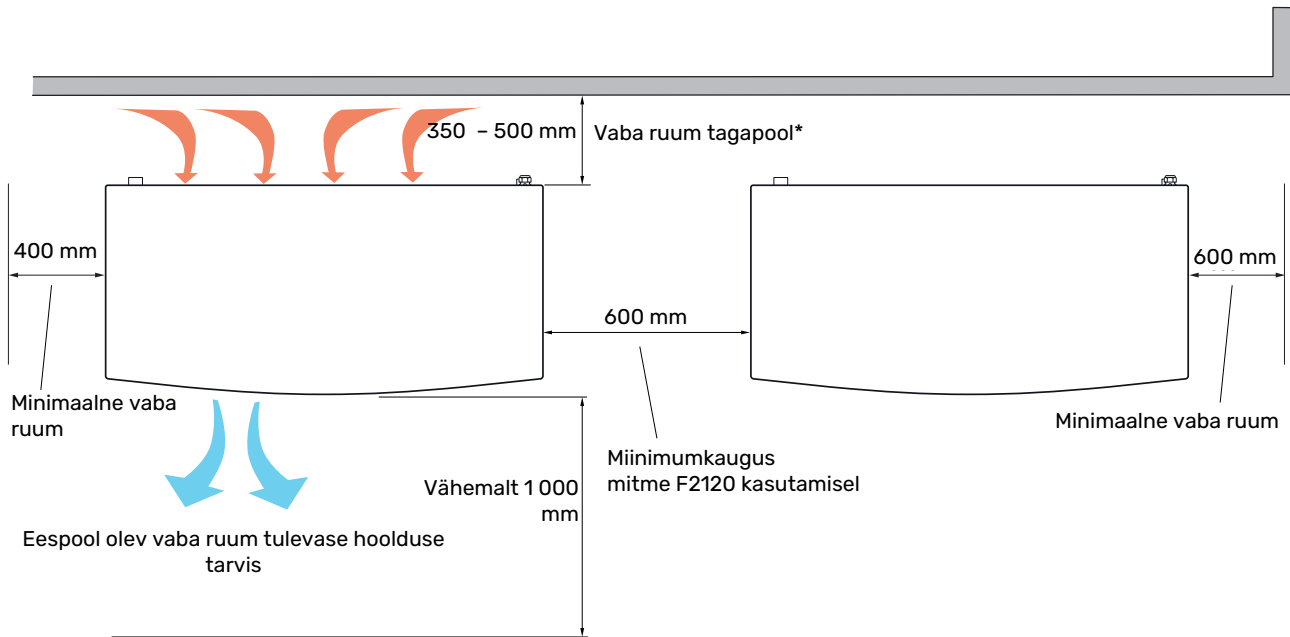 350 – 500 mm
Vaba ruum tagapool*
400 mm
600 mm
600 mm
Minimaalne vaba
ruum
Minimaalne vaba ruum
Miinimumkaugus
mitme F2120 kasutamisel
Vähemalt 1 000
mm
Eespool olev vaba ruum tulevase hoolduse
tarvis